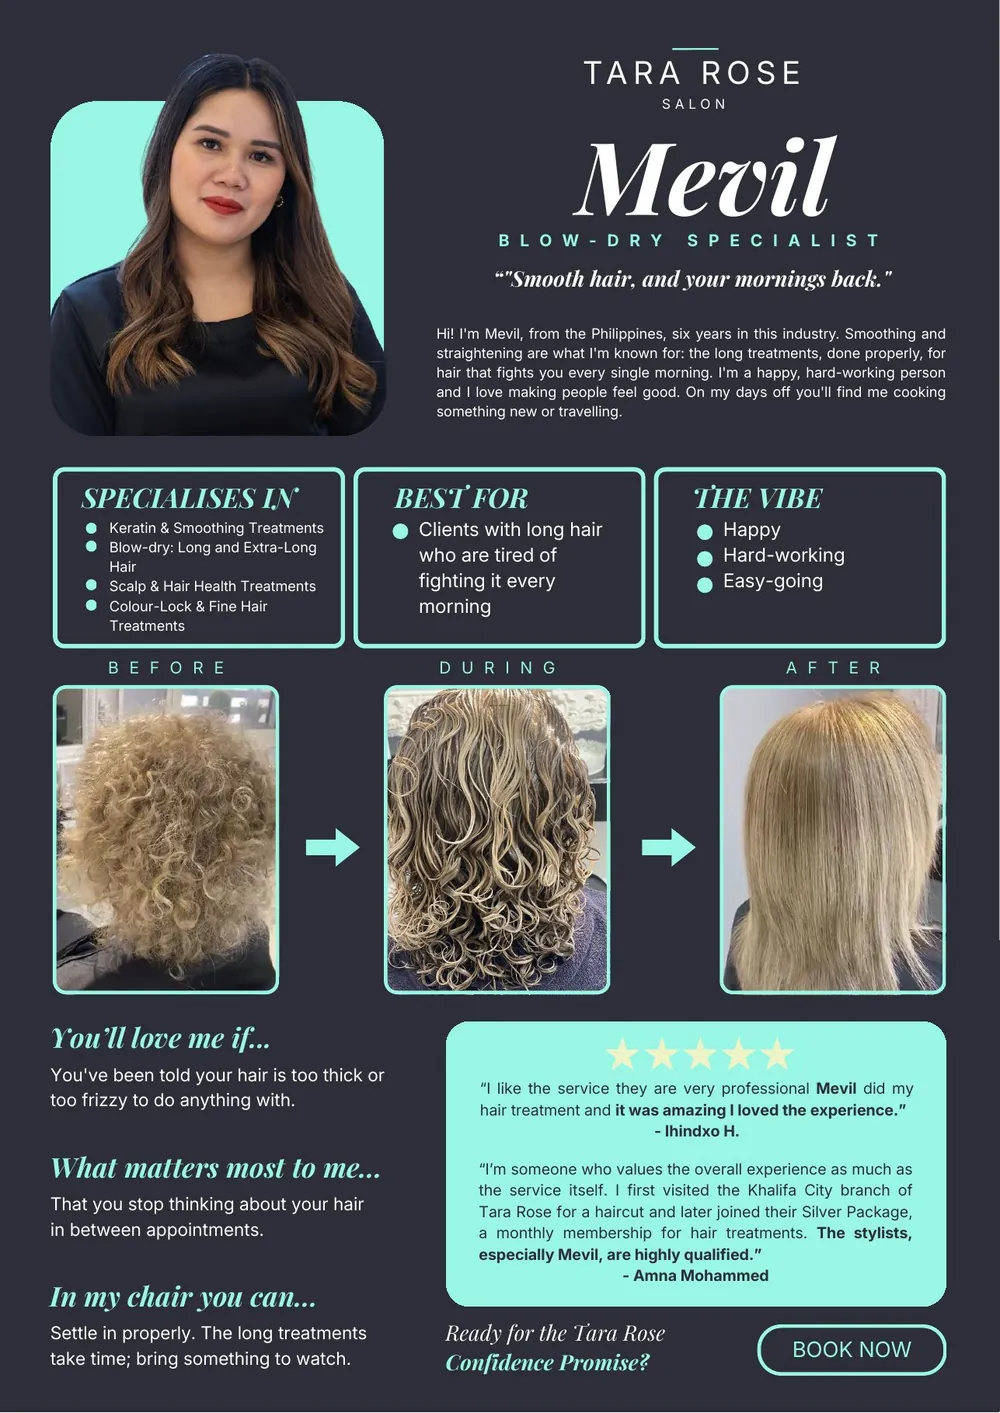 TARA ROSE
SALON
Mevil
BLOW-DRY SPECIALIST
“"Smooth hair, and your mornings back."
Hi! I'm Mevil, from the Philippines, six years in this industry. Smoothing and
straightening are what I'm known for: the long treatments, done properly, for
hair that fights you every single morning. I'm a happy, hard-working person
and I love making people feel good. On my days off you'll find me cooking
something new or travelling.
SPECIALISES IN
Keratin & Smoothing Treatments
Blow-dry: Long and Extra-Long
Hair
Scalp & Hair Health Treatments
Colour-Lock & Fine Hair
Treatments
BEST FOR
Clients with long hair
who are tired of
fighting it every
morning
THE VIBE
Happy
Hard-working
Easy-going
BEFORE
DURING
AFTER
You’ll love me if...
You've been told your hair is too thick or
too frizzy to do anything with.
What matters most to me...
That you stop thinking about your hair
in between appointments.
In my chair you can...
Settle in properly. The long treatments
take time; bring something to watch.
“I like the service they are very professional Mevil did my
hair treatment and it was amazing I loved the experience.”
- Ihindxo H.
“I’m someone who values the overall experience as much as
the service itself. I first visited the Khalifa City branch of
Tara Rose for a haircut and later joined their Silver Package,
a monthly membership for hair treatments. The stylists,
especially Mevil, are highly qualified.”
- Amna Mohammed
Ready for the Tara Rose
Confidence Promise?
BOOK NOW